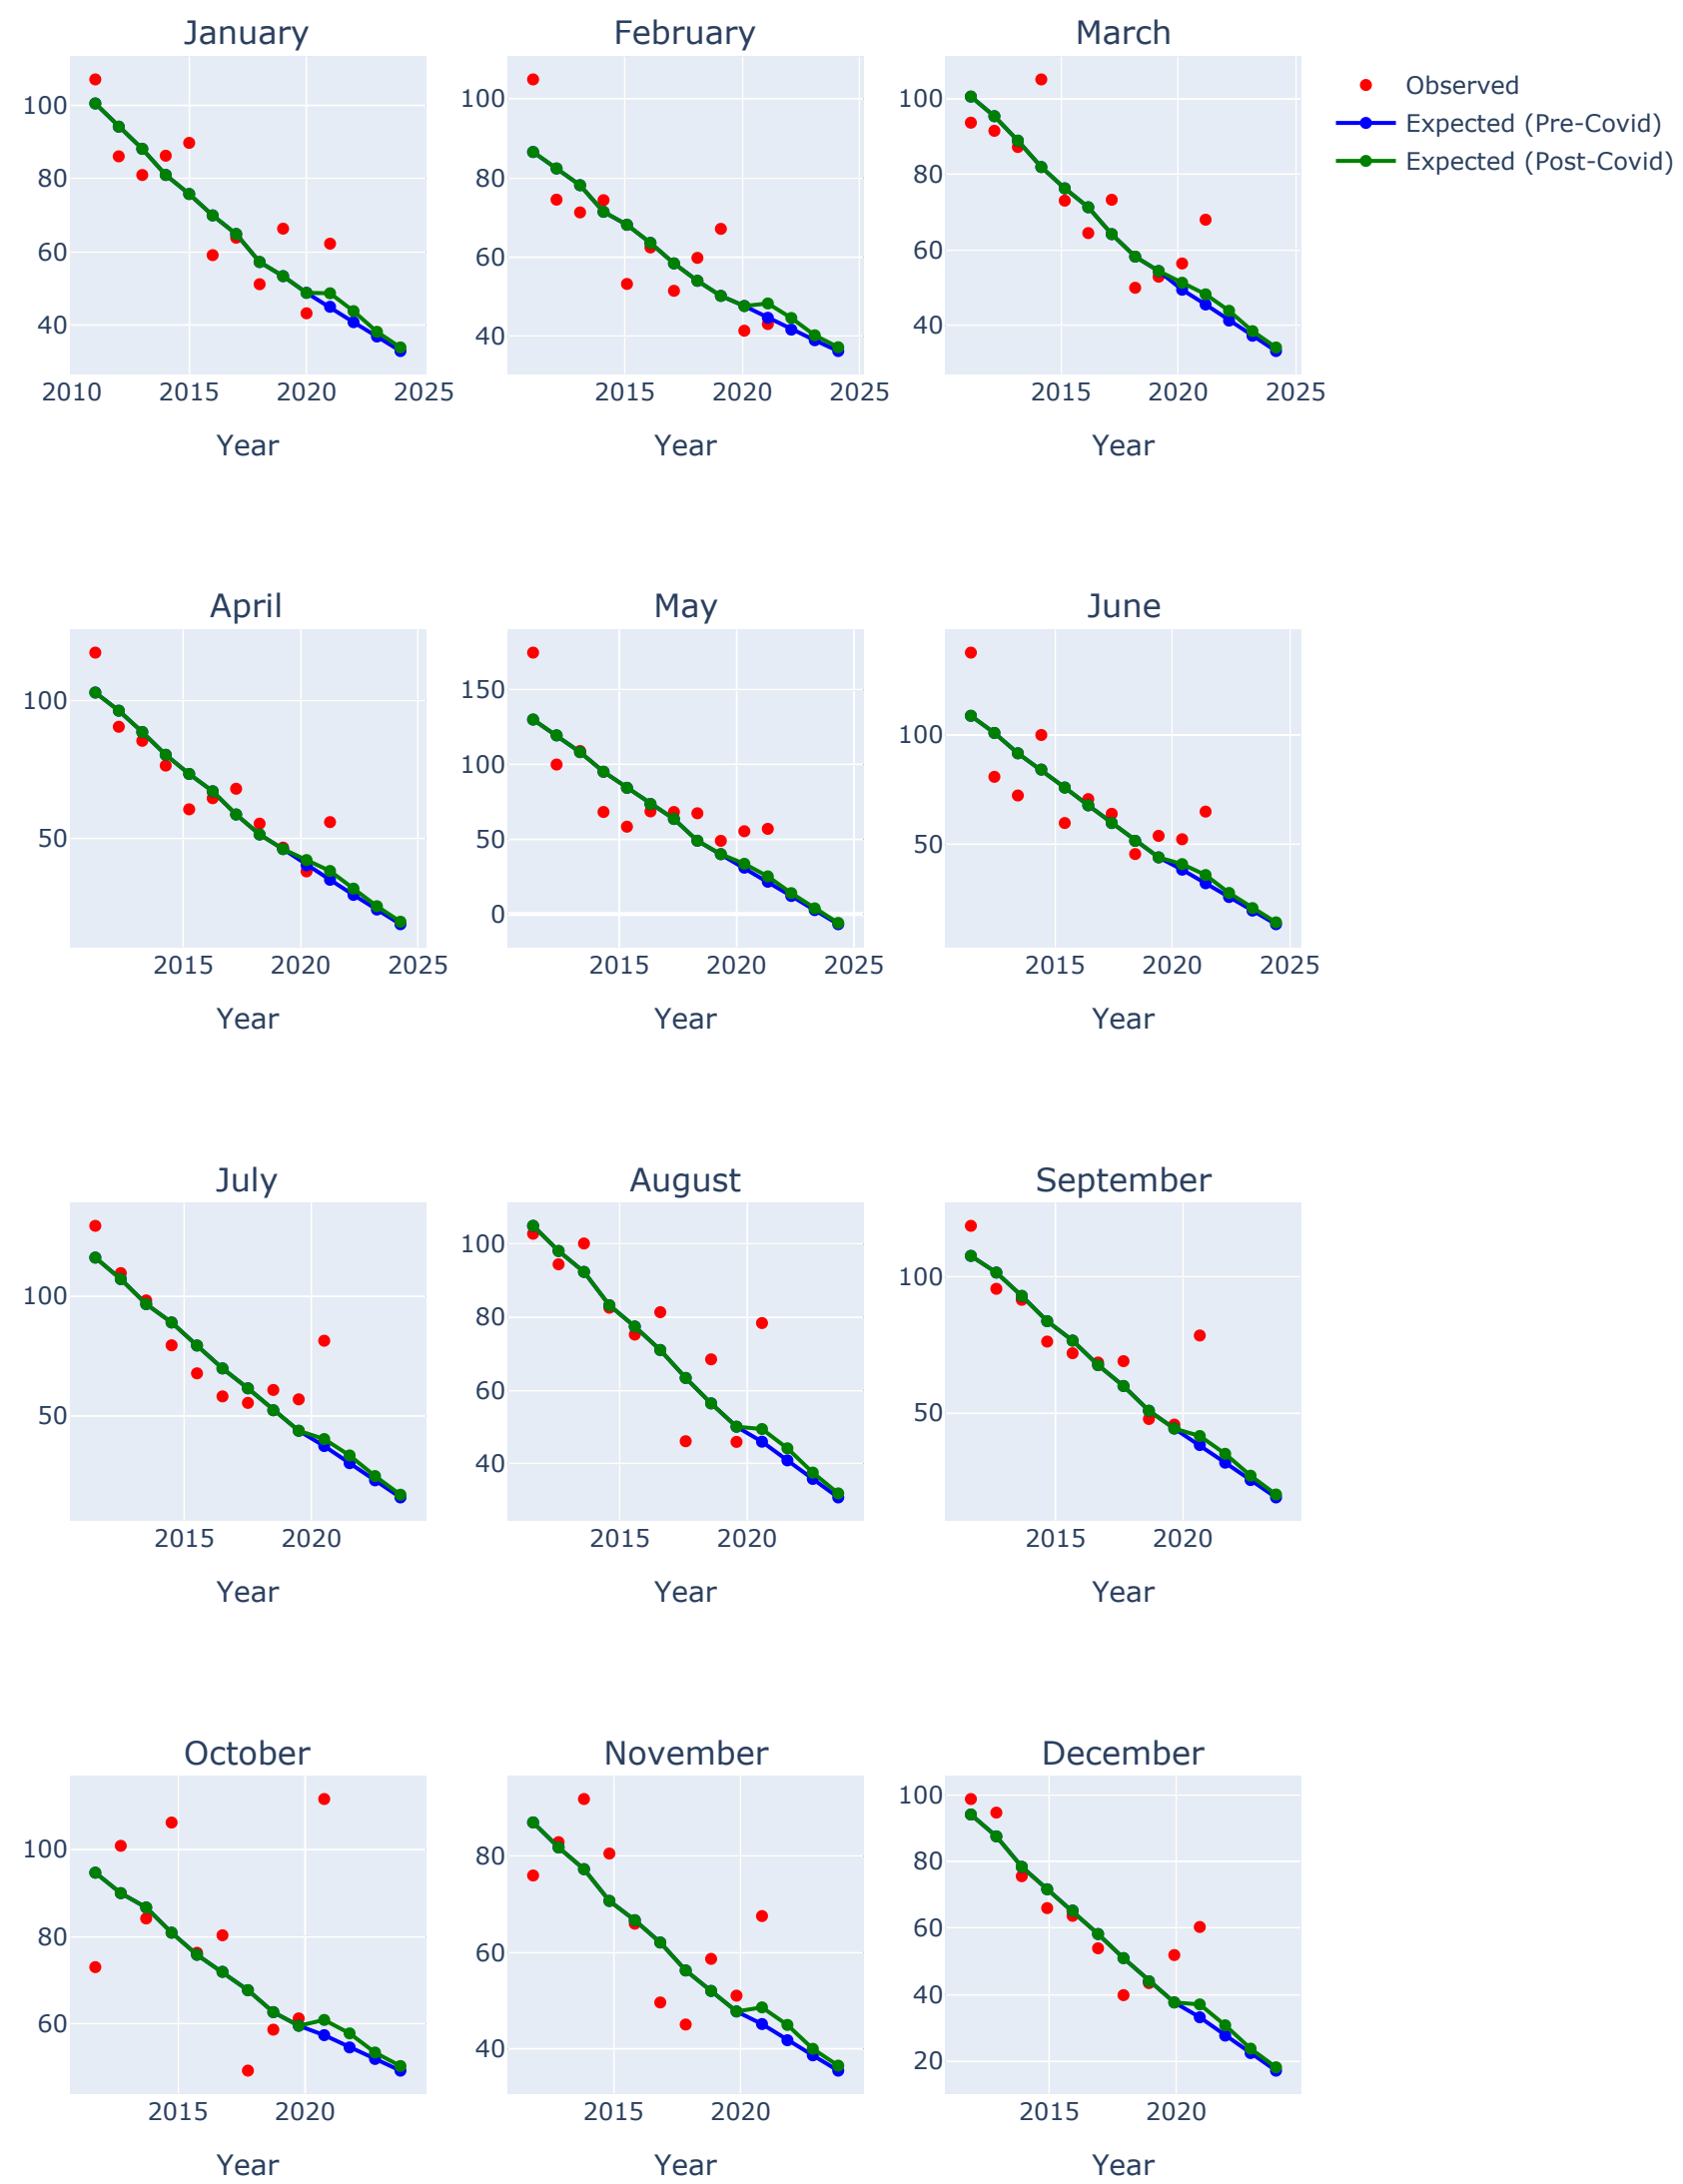 January
February
March
100
80
60
40
2010
2015
2020
2025
Year
100
80
60
40
2015
2020
2025
Year
100
80
60
40
2015
2020
2025
Year
Observed
Expected (Pre-Covid)
Expected (Post-Covid)
April
May
June
100
50
2015
2020
2025
Year
150
100
50
0
2015
2020
2025
Year
100
50
2015
2020
2025
Year
July
August
September
100
50
2015
2020
Year
100
80
60
40
2015
2020
Year
100
50
2015
2020
Year
October
November
December
100
80
60
2015
2020
Year
80
60
40
2015
2020
Year
100
80
60
40
20
2015
2020
Year